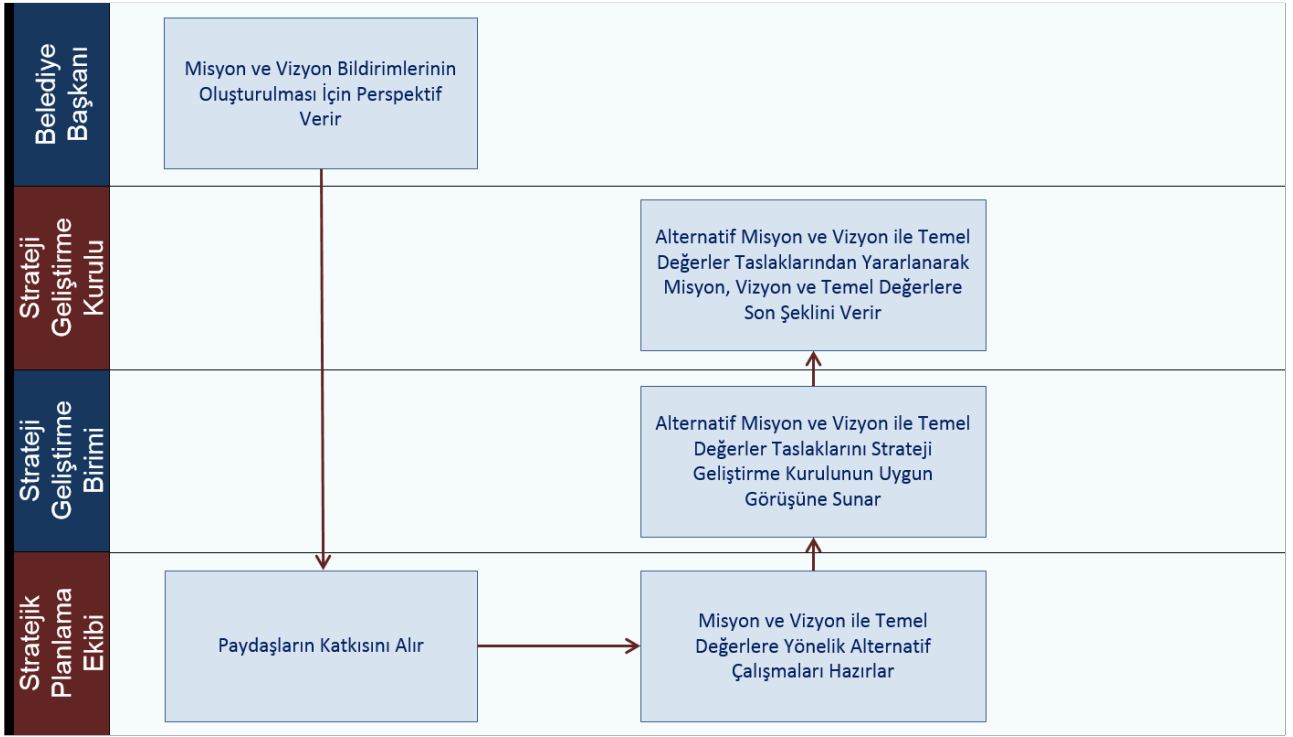 Belediye
Başkanı
Misyon ve Vizyon Bildirimlerinin
Oluşturulması İçin Perspektif
Verir
Strateji
Geliştirme
Kurulu
Alternatif Misyon ve Vizyon ile Temel
Değerler Taslaklarından Yararlanarak
Misyon, Vizyon ve Temel Değerlere
Son Şeklini Verir
Strateji
Geliştirme
Birimi
Alternatif Misyon ve Vizyon ile Temel
Değerler Taslaklarını Strateji
Geliştirme Kurulunun Uygun
Görüşüne Sunar
Stratejik
Planlama
Ekibi
Paydaşların Katkısını Alır
Misyon ve Vizyon ile Temel
Değerlere Yönelik Alternatif
Çalışmaları Hazırlar